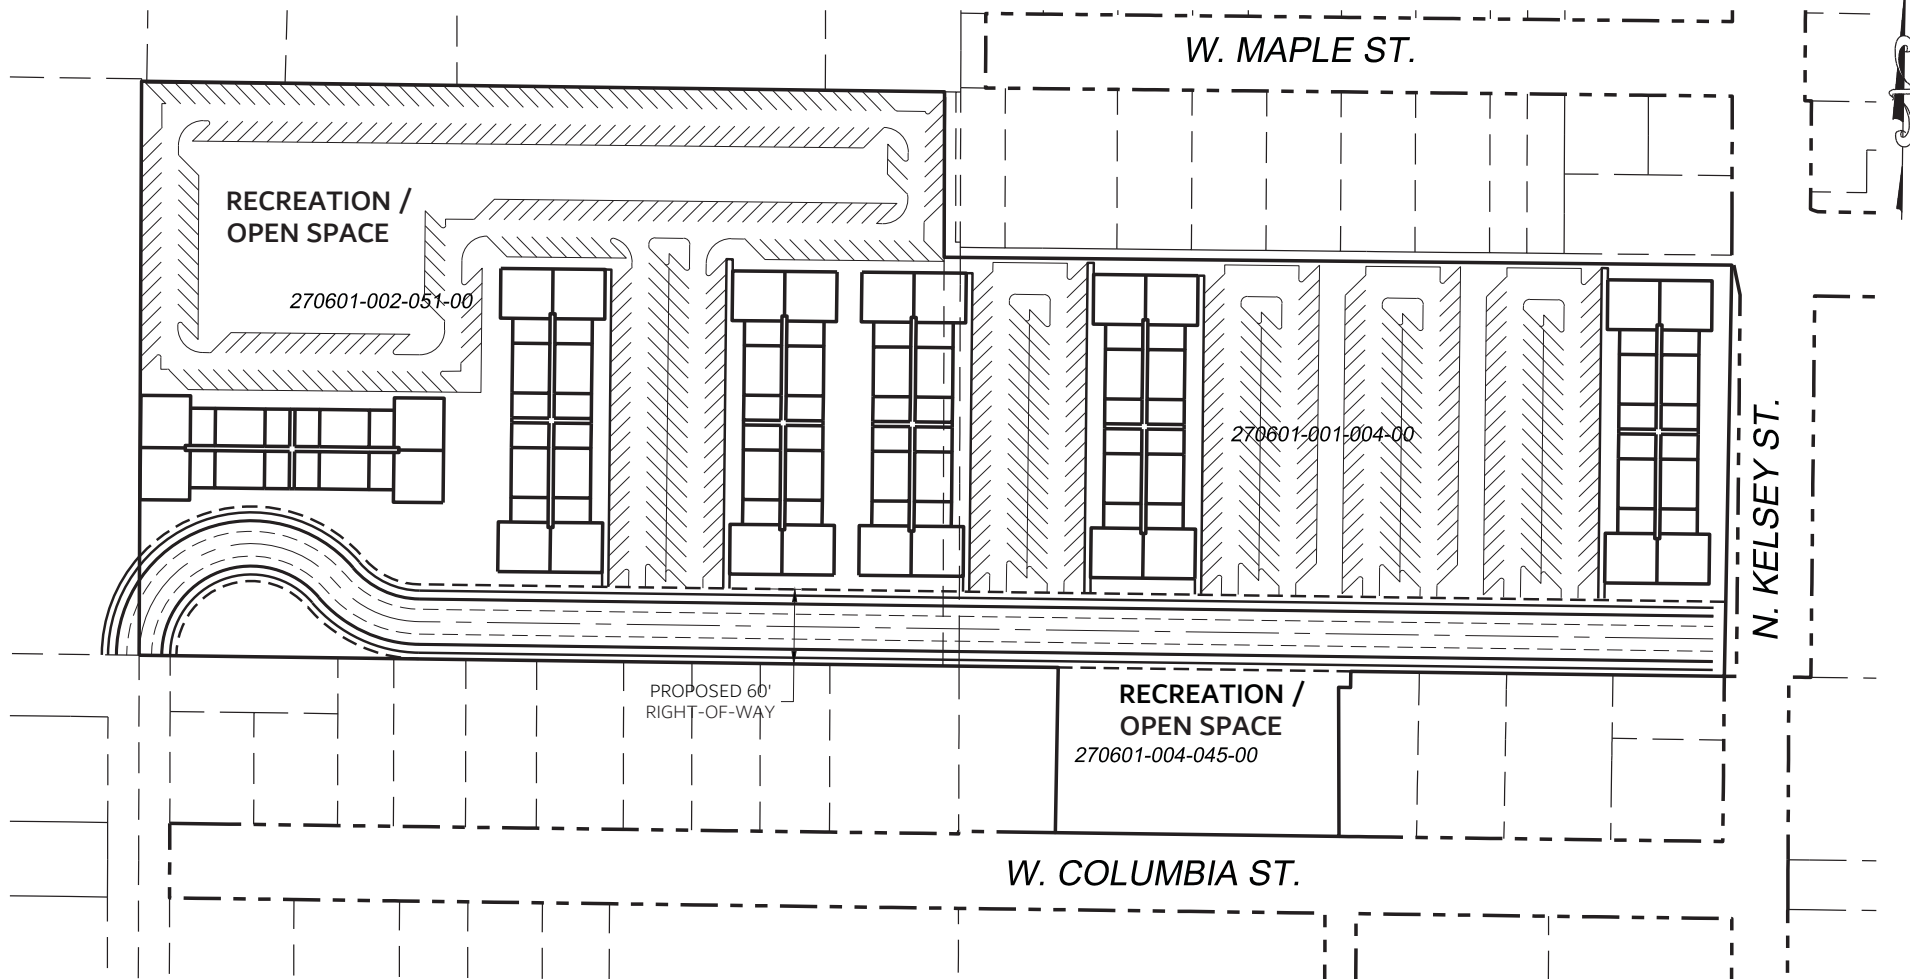 W. MAPLE ST.
RECREATION /
OPEN SPACE
270601-002-051-00
270601-001-004-00
N. KELSEY ST.
PROPOSED 60'
RIGHT-OF-WAY
RECREATION /
OPEN SPACE
270601-004-045-00
W. COLUMBIA ST.